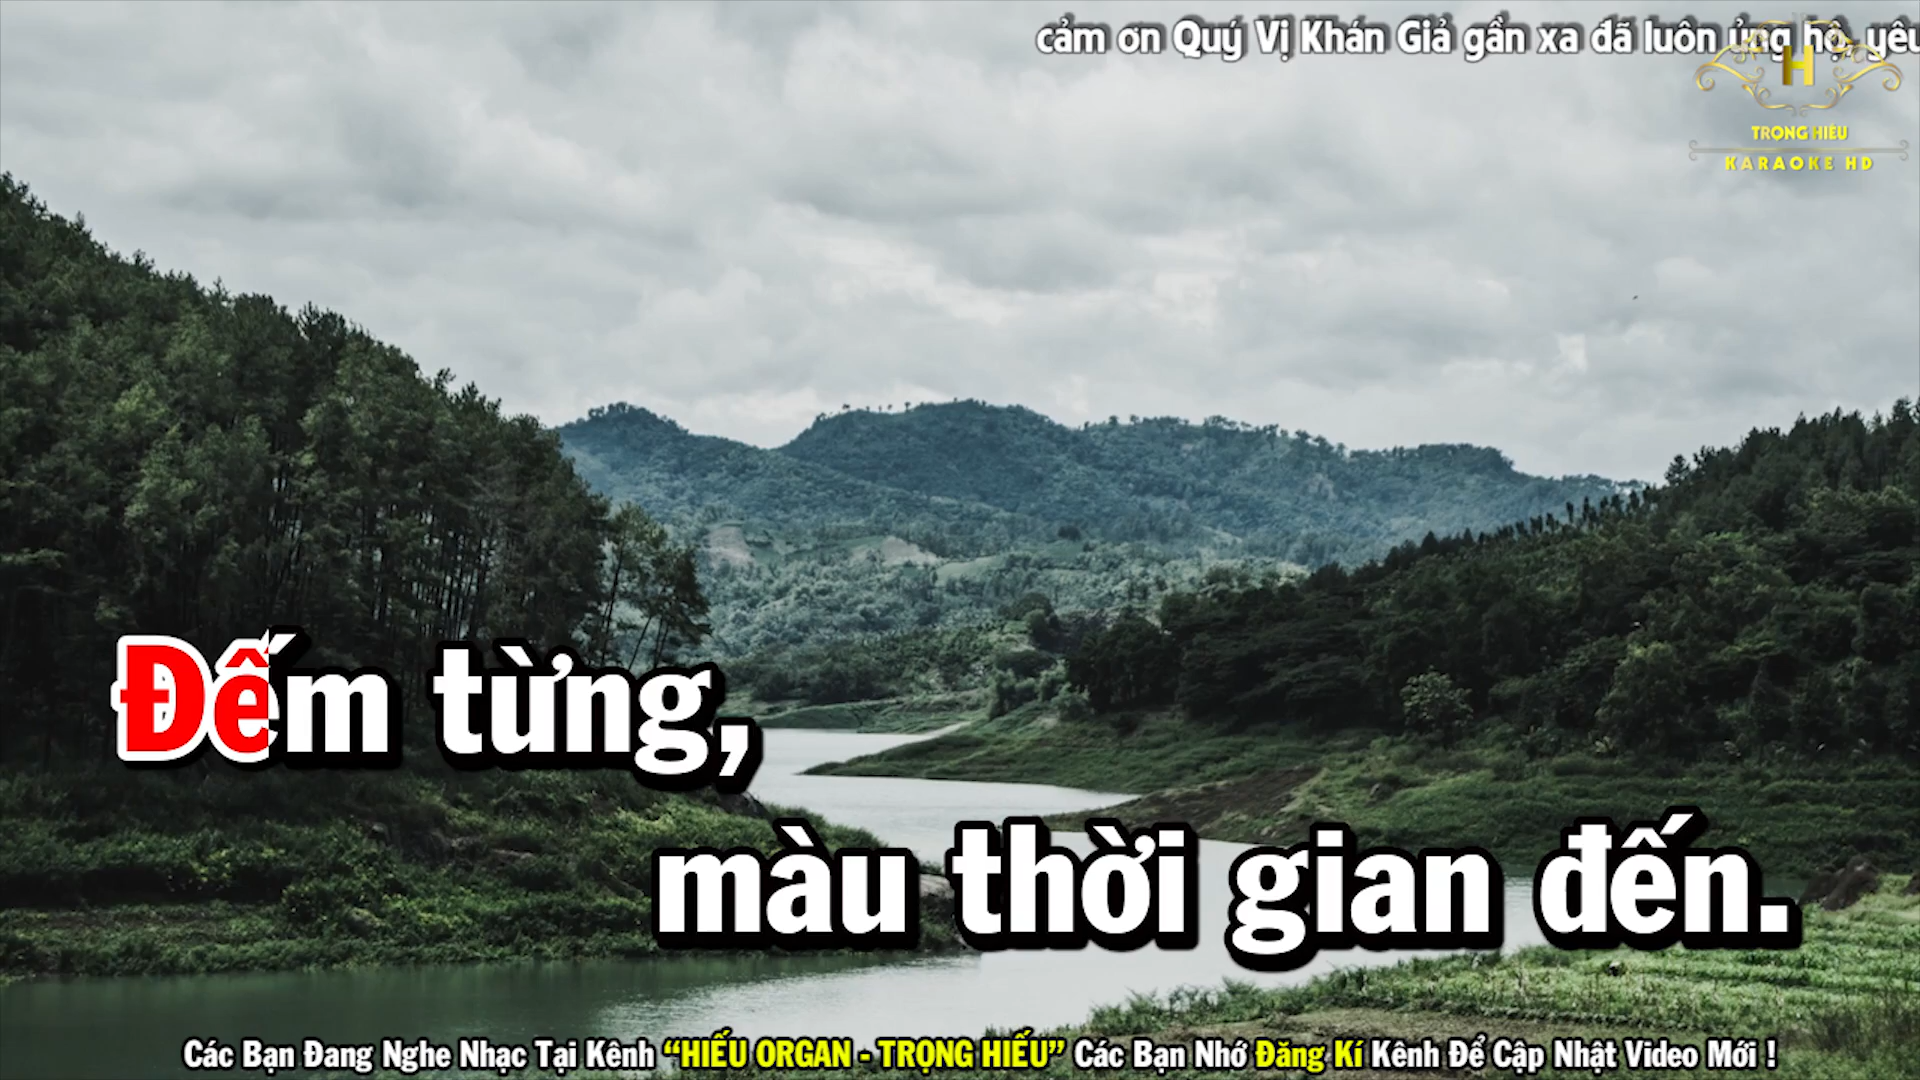 cảm ơn Quý Vị Khán Giả gần xa đã luôn ủng hộ, yêu
H
TRỌNG HIẾU
KARAOKE HD
Đếm từng,
màu thời gian đến.
Các Bạn Đang Nghe Nhạc Tại Kênh “HIẾU ORGAN - TRỌNG HIẾU” Các Bạn Nhớ Đăng Kí Kênh Để Cập Nhật Video Mới !